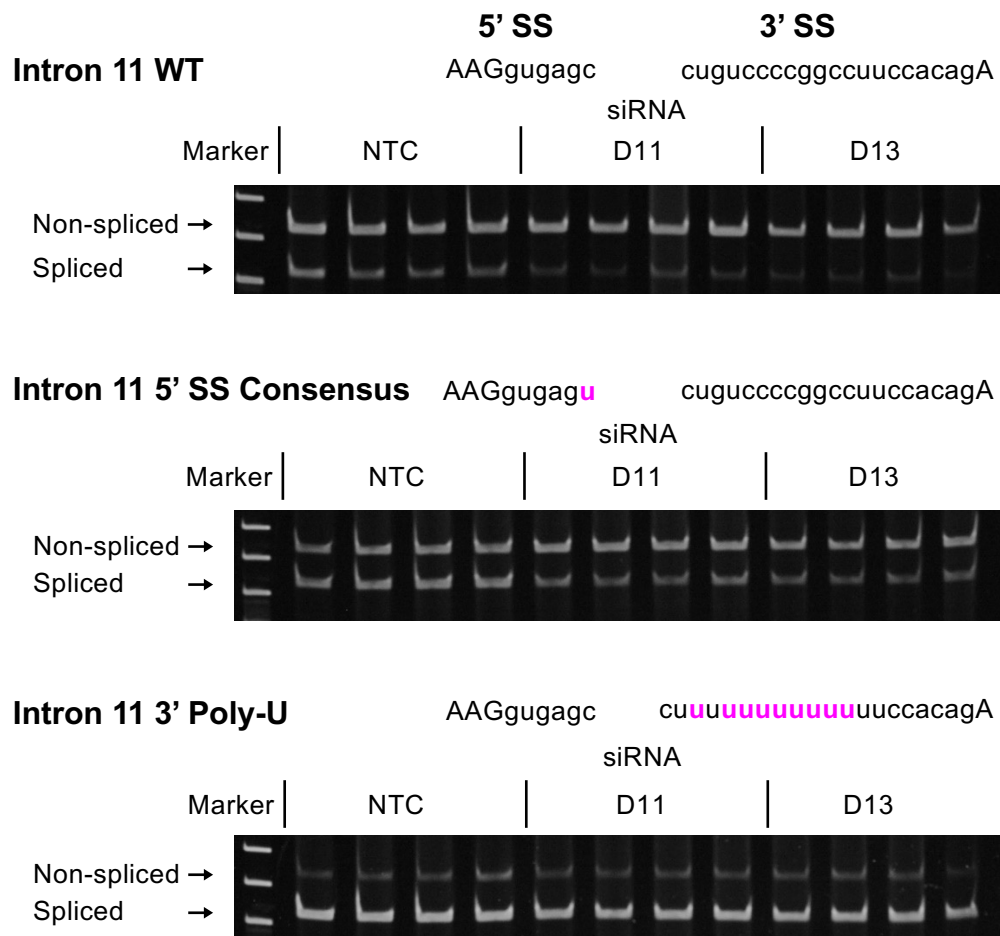 5’ SS 3’ SS
Intron 11 WT AAGgugagc cuguccccggccuuccacagA
siRNA
Marker NTC D11 D13
Non-spliced →
Spliced →
Intron 11 5’ SS Consensus AAGgugagu cuguccccggccuuccacagA
siRNA
Marker NTC D11 D13
Non-spliced →
Spliced →
Intron 11 3’ Poly-U AAGgugagc cuuuuuuuuuuuuuccacagA
siRNA
Marker NTC D11 D13
Non-spliced →
Spliced →